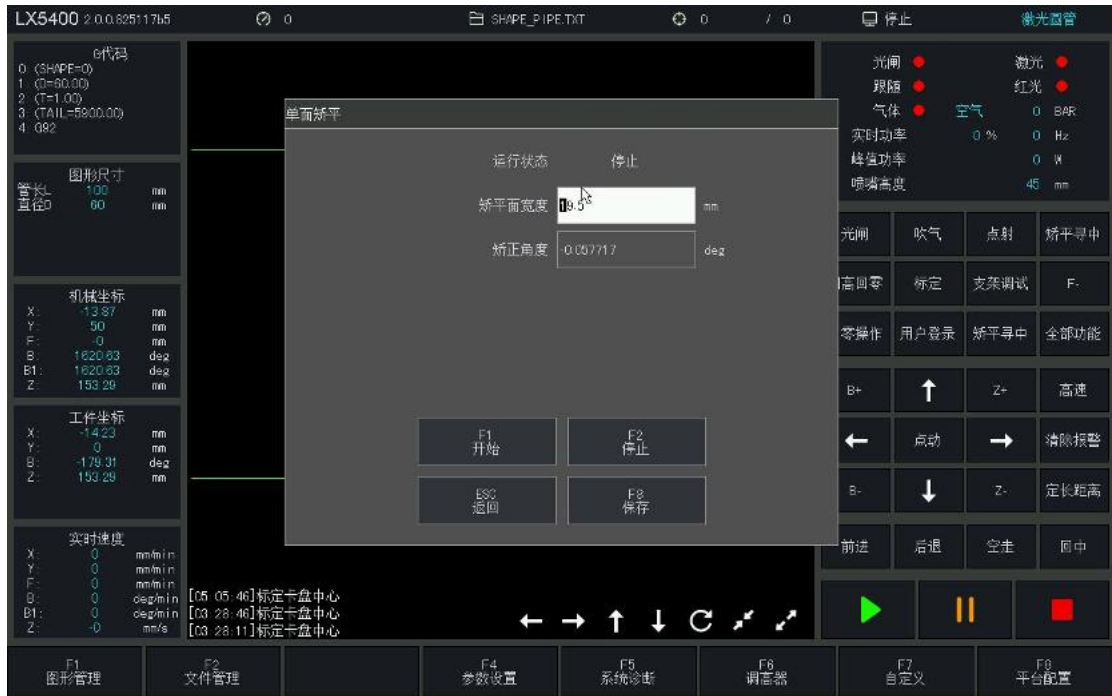 LX5400 2.0.0.825117b5
0
SHAPE_PIPE.TXT
0 / 0
停止
激光圆管
G代码
0 (SHAPE=0)
1 (D=60.00)
2 (T=1.00)
3 (TAIL=5900.00)
4 G92
图形尺寸
管长L 100 mm
直径D 60 mm
机械坐标
X: -13.87 mm
Y: 50 mm
F: -0 mm
B: 1620.63 deg
B1: 1620.63 deg
Z: 153.29 mm
工件坐标
X: -14.23 mm
Y: 0 mm
B: -179.31 deg
Z: 153.29 mm
实时速度
X: 0 mm/min
Y: 0 mm/min
F: 0 mm/min
B: 0 deg/min
B1: 0 deg/min
Z: -0 mm/s
单面矫平
运行状态 停止
矫平面宽度 19.5 mm
矫正角度 -0.057717 deg
F1 F2
开始 停止
ESC F8
返回 保存
[05:05:46]标定卡盘中心
[03:28:46]标定卡盘中心
[03:28:11]标定卡盘中心
光闸 激光
跟随 红光
气体 空气 0 BAR
实时功率 0 % 0 Hz
峰值功率 0 W
喷嘴高度 45 mm
光闸 吹气 点射 矫平寻中
高回零 标定 支架调试 F-
零操作 用户登录 矫平寻中 全部功能
B+ Z+ 高速
点动 清除报警
B- Z- 定长距离
前进 后退 空走 回中
F1 F2 F4 F5 F6 F7 F8
图形管理 文件管理 参数设置 系统诊断 调高器 自定义 平台配置